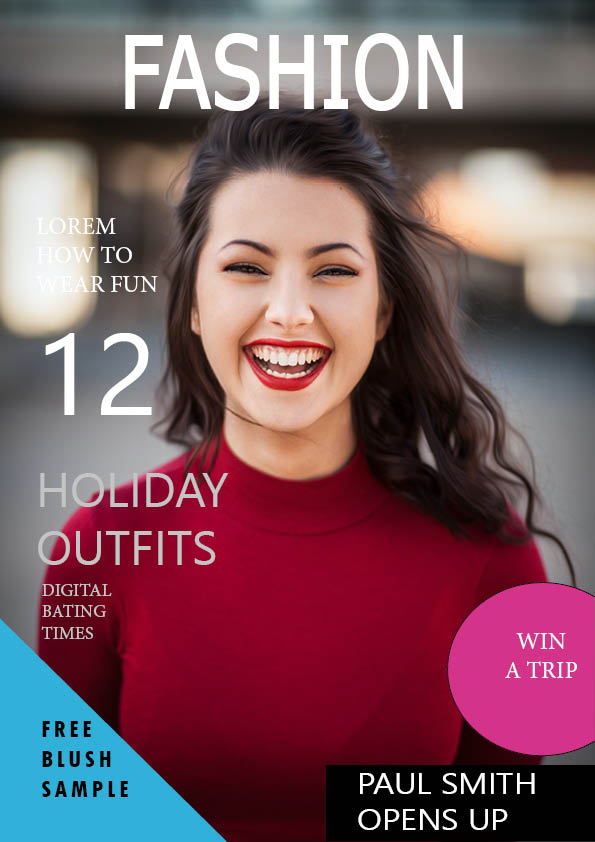 FASHION
LOREM
HOW TO
WEAR FUN
12
HOLIDAY
OUTFITS
DIGITAL
BATING
TIMES
WIN
A TRIP
FREE
BLUSH
SAMPLE
PAUL SMITH
OPENS UP